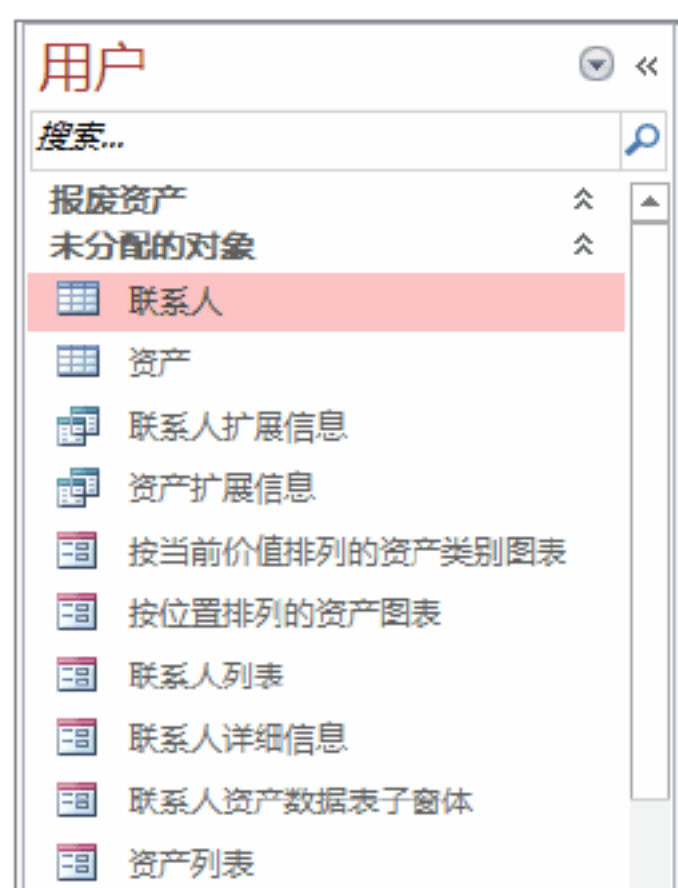 用户
搜索...
报废资产
未分配的对象
联系人
资产
联系人扩展信息
资产扩展信息
按当前价值排列的资产类别图表
按位置排列的资产图表
联系人列表
联系人详细信息
联系人资产数据表子窗体
资产列表